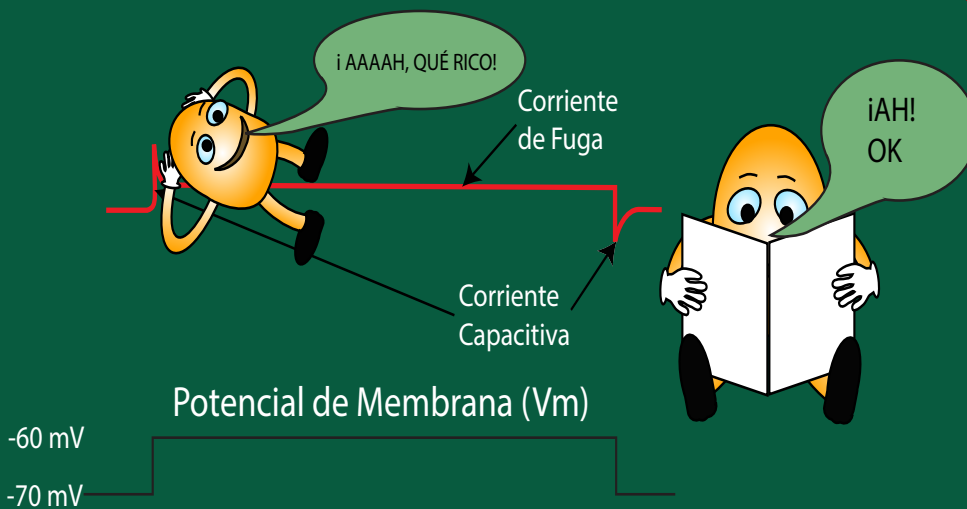 ¡ AAAAH, QUÉ RICO!
Corriente
de Fuga
¡AH!
OK
Corriente
Capacitiva
Potencial de Membrana (Vm)
-60 mV
-70 mV